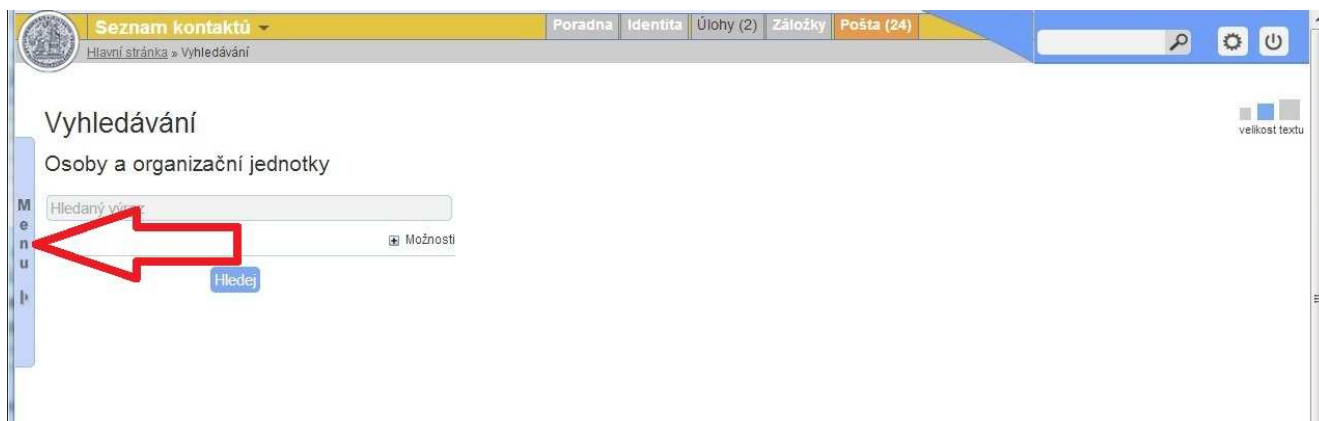 Seznam kontaktů
Poradna Identita Úlohy (2) Záložky Pošta (24)
Hlavní stránka » Vyhledávání
velikost textu
Vyhledávání
Osoby a organizační jednotky
Menu
Hledaný výraz
Možnosti
Hledej